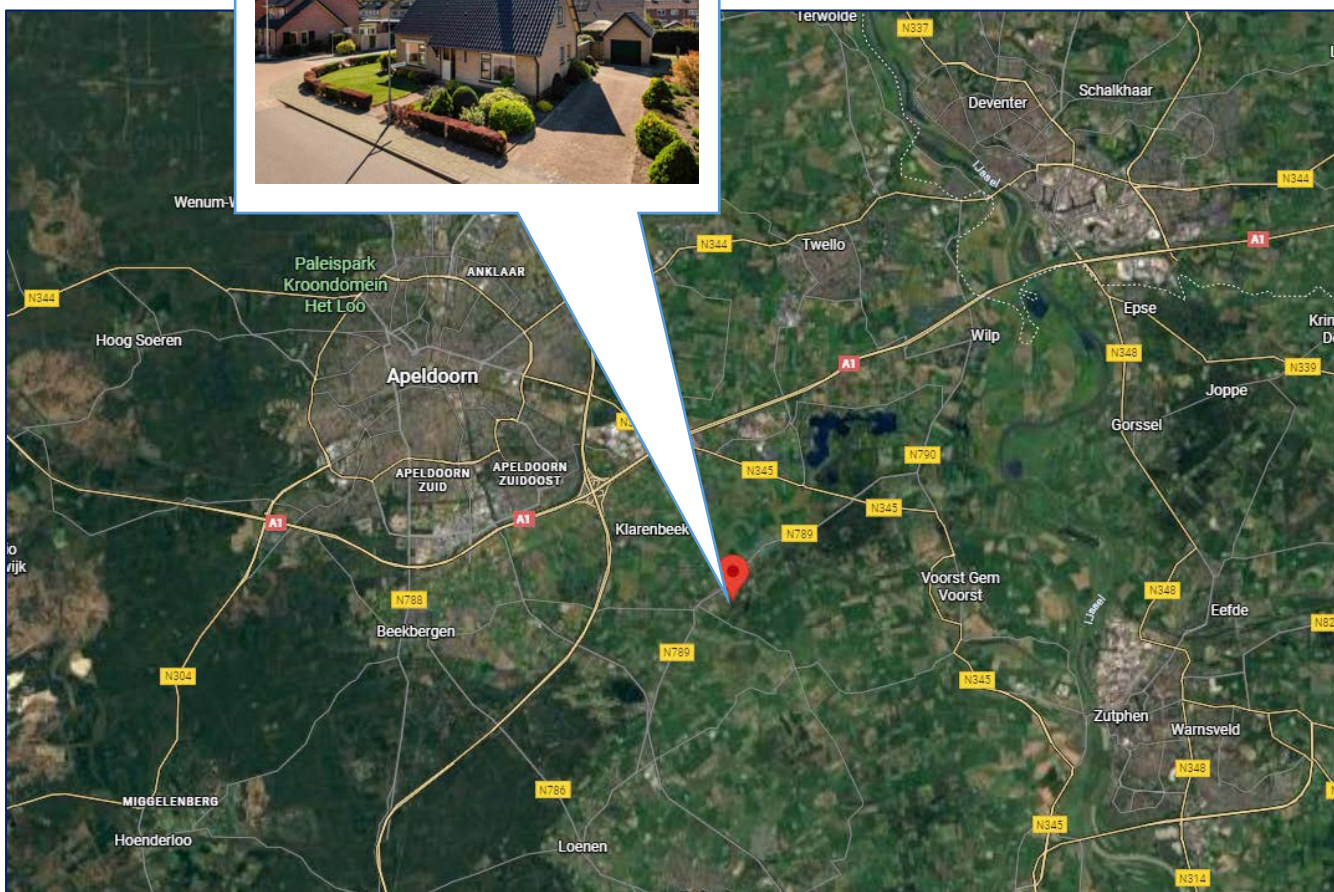 Terwolde
N337
Deventer
Schalkhaar
IJssel
N344
Wenum-W
N344
Twello
A1
Paleispark
Kroondomein
Het Loo
ANKLAAR
N344
Epse
Hoog Soeren
Wilp
N348
A1
N339
Apeldoorn
Joppe
Gorssel
N790
APELDOORN
ZUID
APELDOORN
ZUIDOOST
N345
N345
A1
A1
Klarenbeek
N789
Voorst Gem
Voorst
N788
N348
IJssel
Eefde
Beekbergen
N789
N304
N345
Zutphen
Warnsveld
N348
N786
MIGGELENBERG
Hoenderloo
Loenen
N345
N314